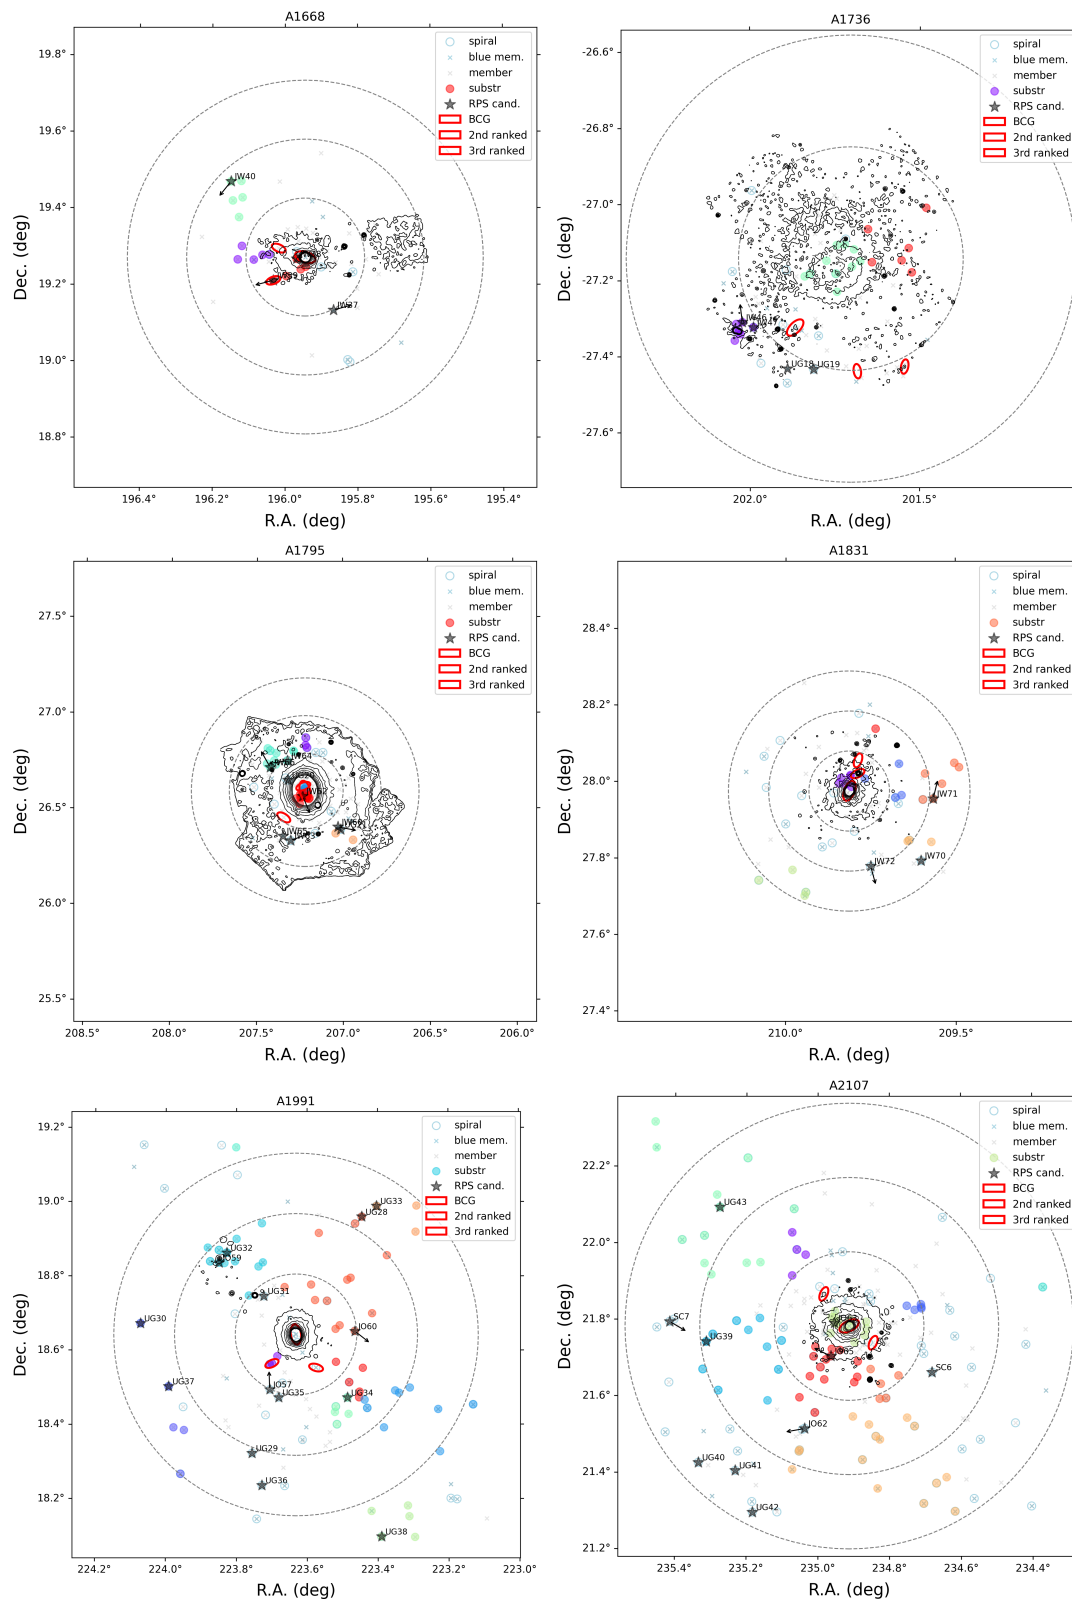 A1668
19.8°
19.6°
19.4°
19.2°
19.0°
18.8°
Dec. (deg)
spiral
blue mem.
member
substr
RPS cand.
BCG
2nd ranked
3rd ranked
JW40
JW39
JW37
196.4° 196.2° 196.0° 195.8° 195.6° 195.4°
R.A. (deg)
A1736
-26.6°
-26.8°
-27.0°
-27.2°
-27.4°
-27.6°
Dec. (deg)
spiral
blue mem.
member
substr
RPS cand.
BCG
2nd ranked
3rd ranked
JW46
JW47
UG18
UG19
202.0° 201.5°
R.A. (deg)
A1795
27.5°
27.0°
26.5°
26.0°
25.5°
Dec. (deg)
spiral
blue mem.
member
substr
RPS cand.
BCG
2nd ranked
3rd ranked
JW64
UG20
JW62
JW65
208.5° 208.0° 207.5° 207.0° 206.5° 206.0°
R.A. (deg)
A1831
28.4°
28.2°
28.0°
27.8°
27.6°
27.4°
Dec. (deg)
spiral
blue mem.
member
substr
RPS cand.
BCG
2nd ranked
3rd ranked
JW71
JW72
JW70
210.0° 209.5°
R.A. (deg)
A1991
19.2°
19.0°
18.8°
18.6°
18.4°
18.2°
Dec. (deg)
spiral
blue mem.
member
substr
RPS cand.
BCG
2nd ranked
3rd ranked
UG33
UG28
UG32
JO59
UG31
UG30
JO60
UG37
JO57
UG35
UG34
UG29
UG36
UG38
224.2° 224.0° 223.8° 223.6° 223.4° 223.2° 223.0°
R.A. (deg)
A2107
22.2°
22.0°
21.8°
21.6°
21.4°
21.2°
Dec. (deg)
spiral
blue mem.
member
substr
RPS cand.
BCG
2nd ranked
3rd ranked
UG43
SC7
UG39
SC6
JO62
UG40
UG41
UG42
235.4° 235.2° 235.0° 234.8° 234.6° 234.4°
R.A. (deg)